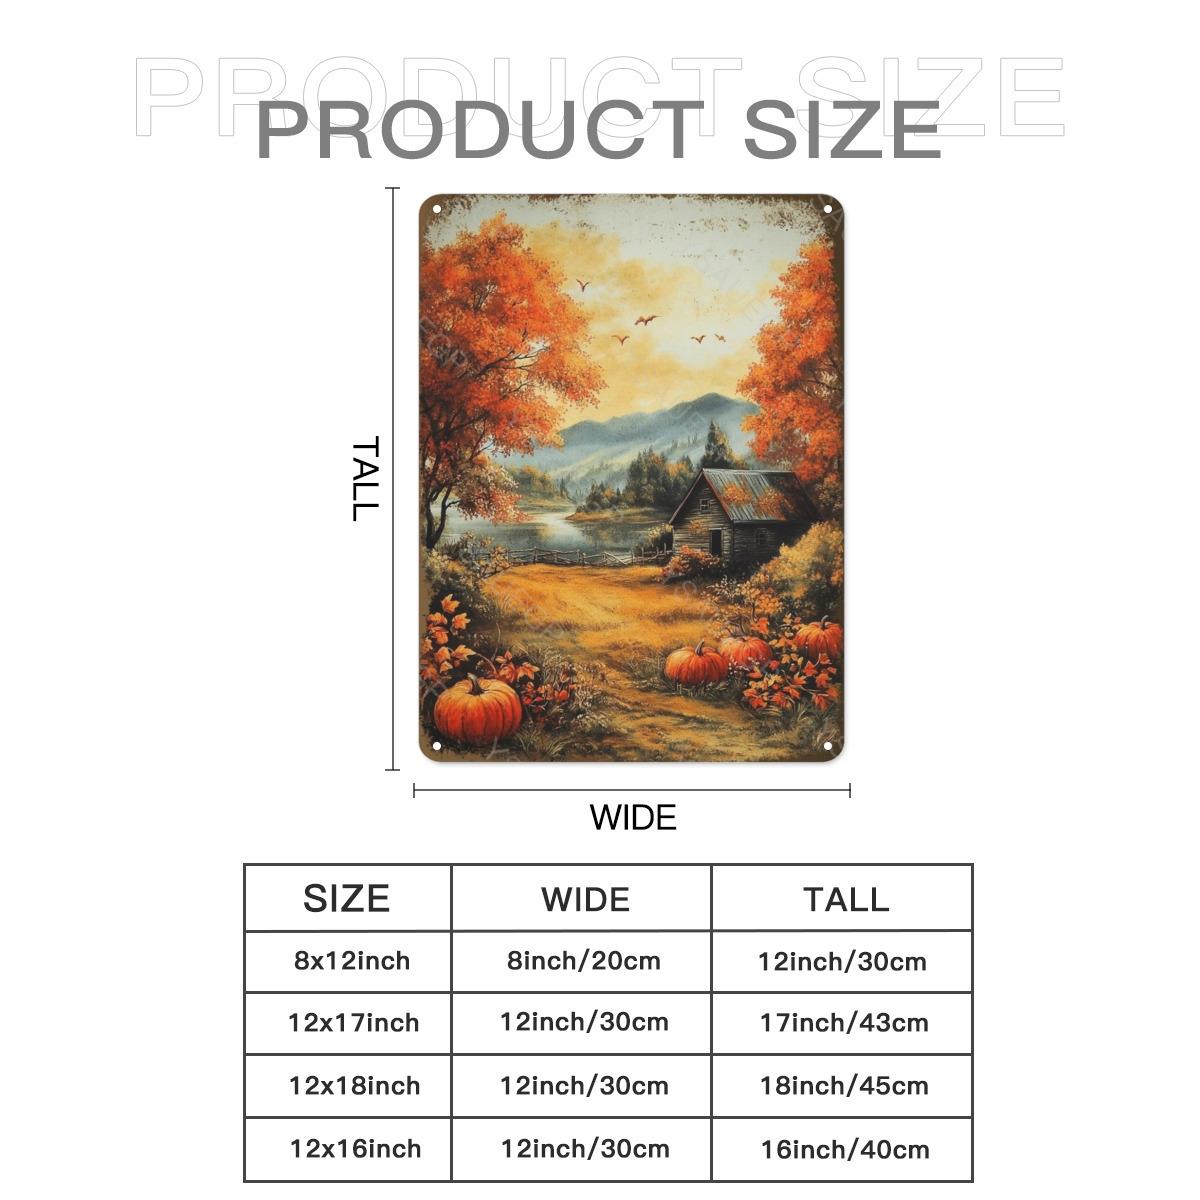 PRODUCT SIZE
PRODUCT SIZE
TALL
WIDE
SIZE WIDE TALL
8x12inch 8inch/20cm 12inch/30cm
12x17inch 12inch/30cm 17inch/43cm
12x18inch 12inch/30cm 18inch/45cm
12x16inch 12inch/30cm 16inch/40cm